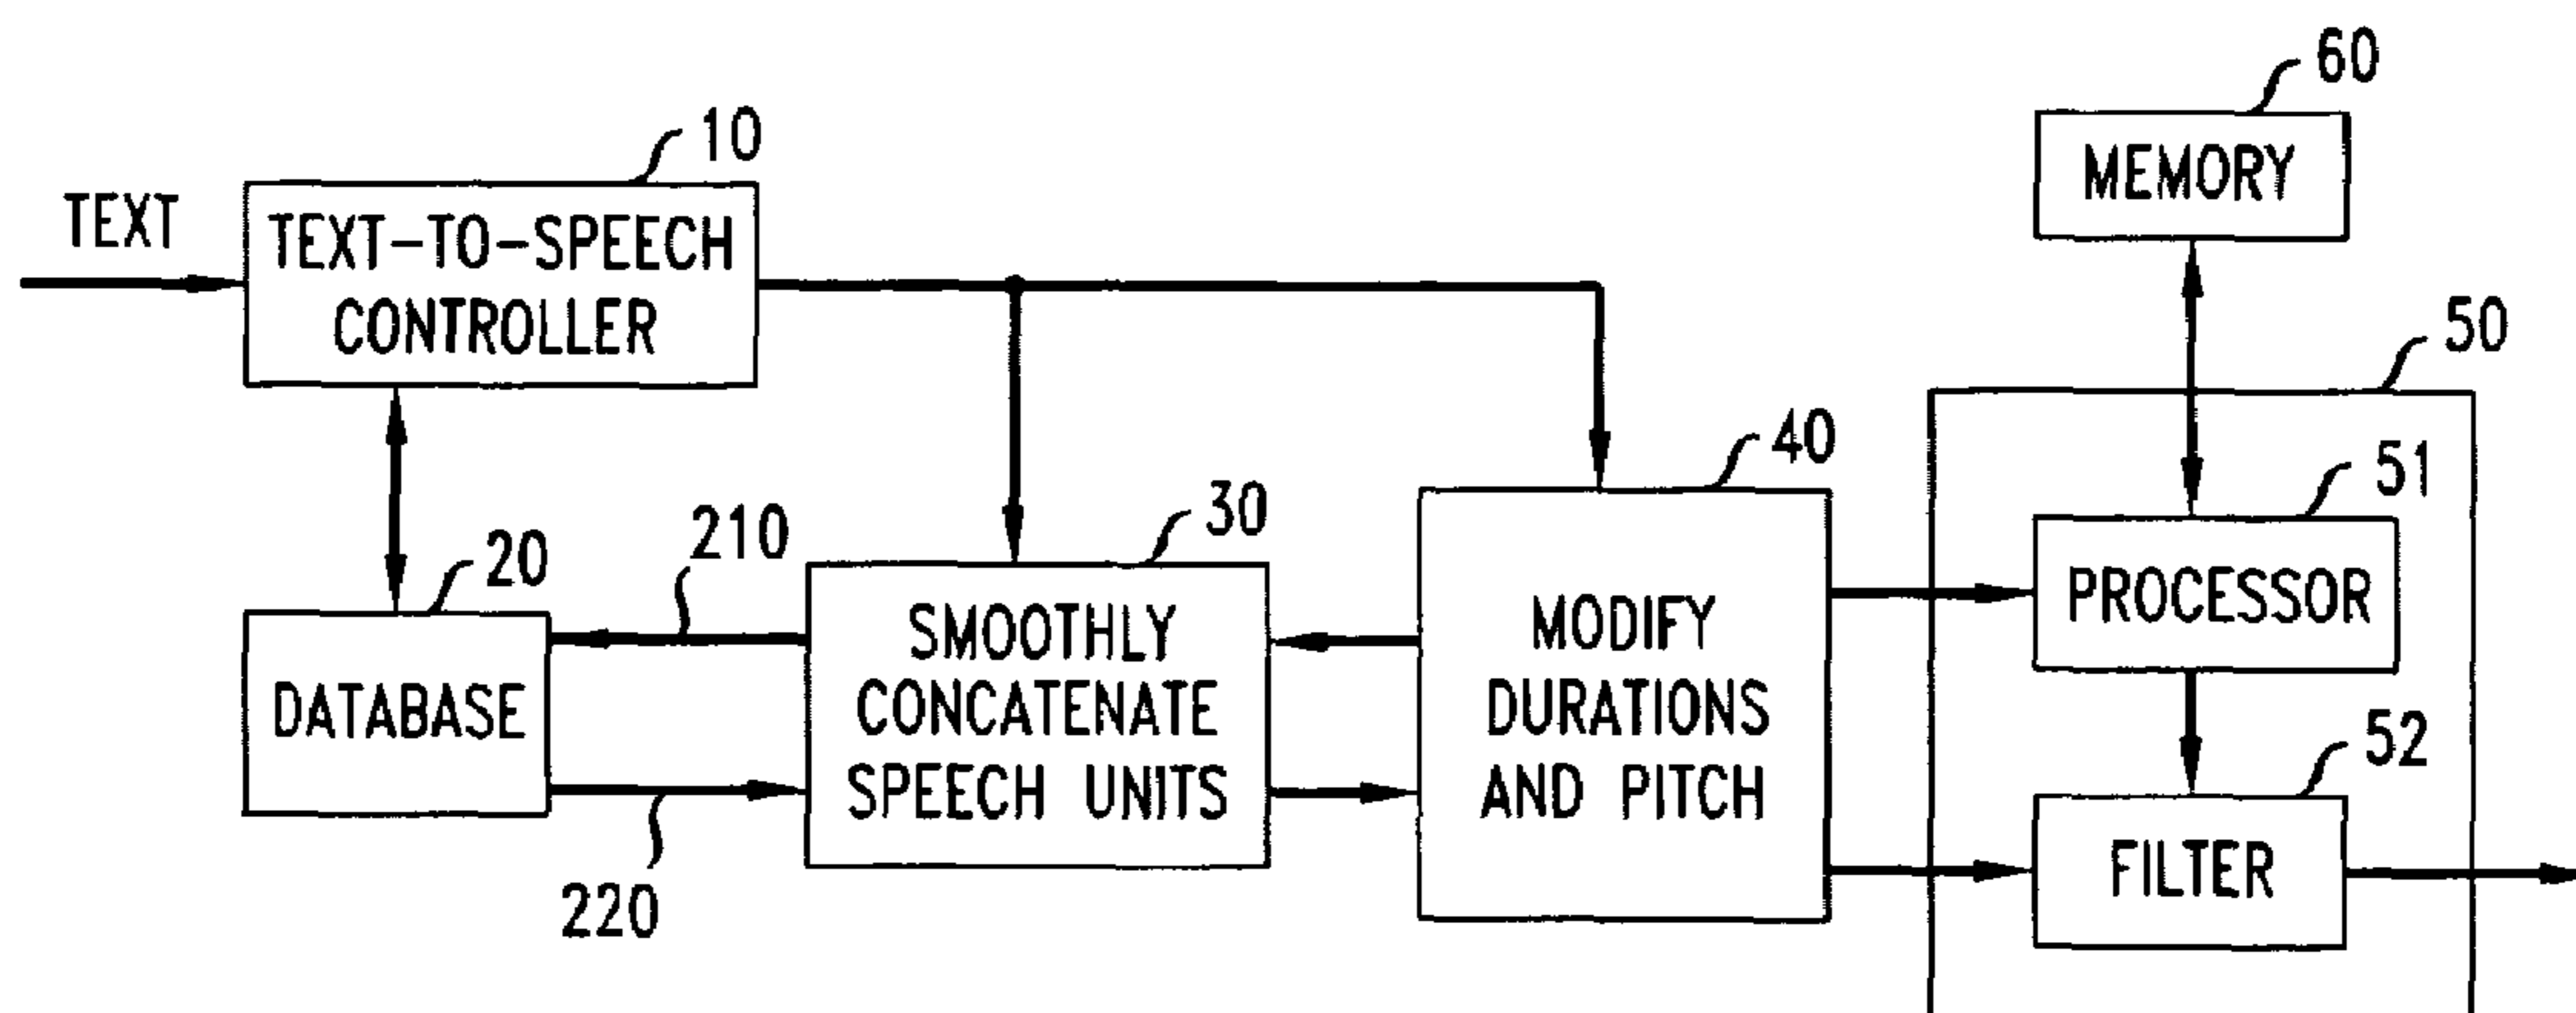 60
10
TEXT
TEXT-TO-SPEECH
CONTROLLER
MEMORY
50
40
51
30
210
20
SMOOTHLY
CONCATENATE
SPEECH UNITS
MODIFY
DURATIONS
AND PITCH
PROCESSOR
DATABASE
52
220
FILTER